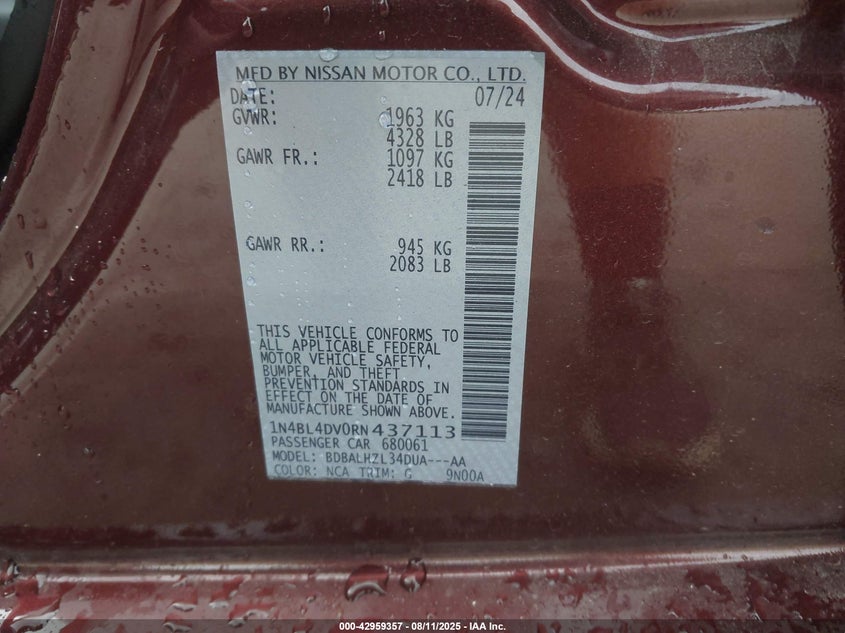 MFD BY NISSAN MOTOR CO., LTD.
DATE: 07/24
GVWR: 1963 KG
4328 LB
GAWR FR.: 1097 KG
2418 LB
GAWR RR.: 945 KG
2083 LB
THIS VEHICLE CONFORMS TO
ALL APPLICABLE FEDERAL
MOTOR VEHICLE SAFETY,
BUMPER, AND THEFT
PREVENTION STANDARDS IN
EFFECT ON THE DATE OF
MANUFACTURE SHOWN ABOVE.
1N4BL4DV0RN437113
PASSENGER CAR 680061
MODEL: BDBALHZL34DUA---AA
COLOR: NCA TRIM: G 9N00A
000-42959357 - 08/11/2025 - IAA Inc.